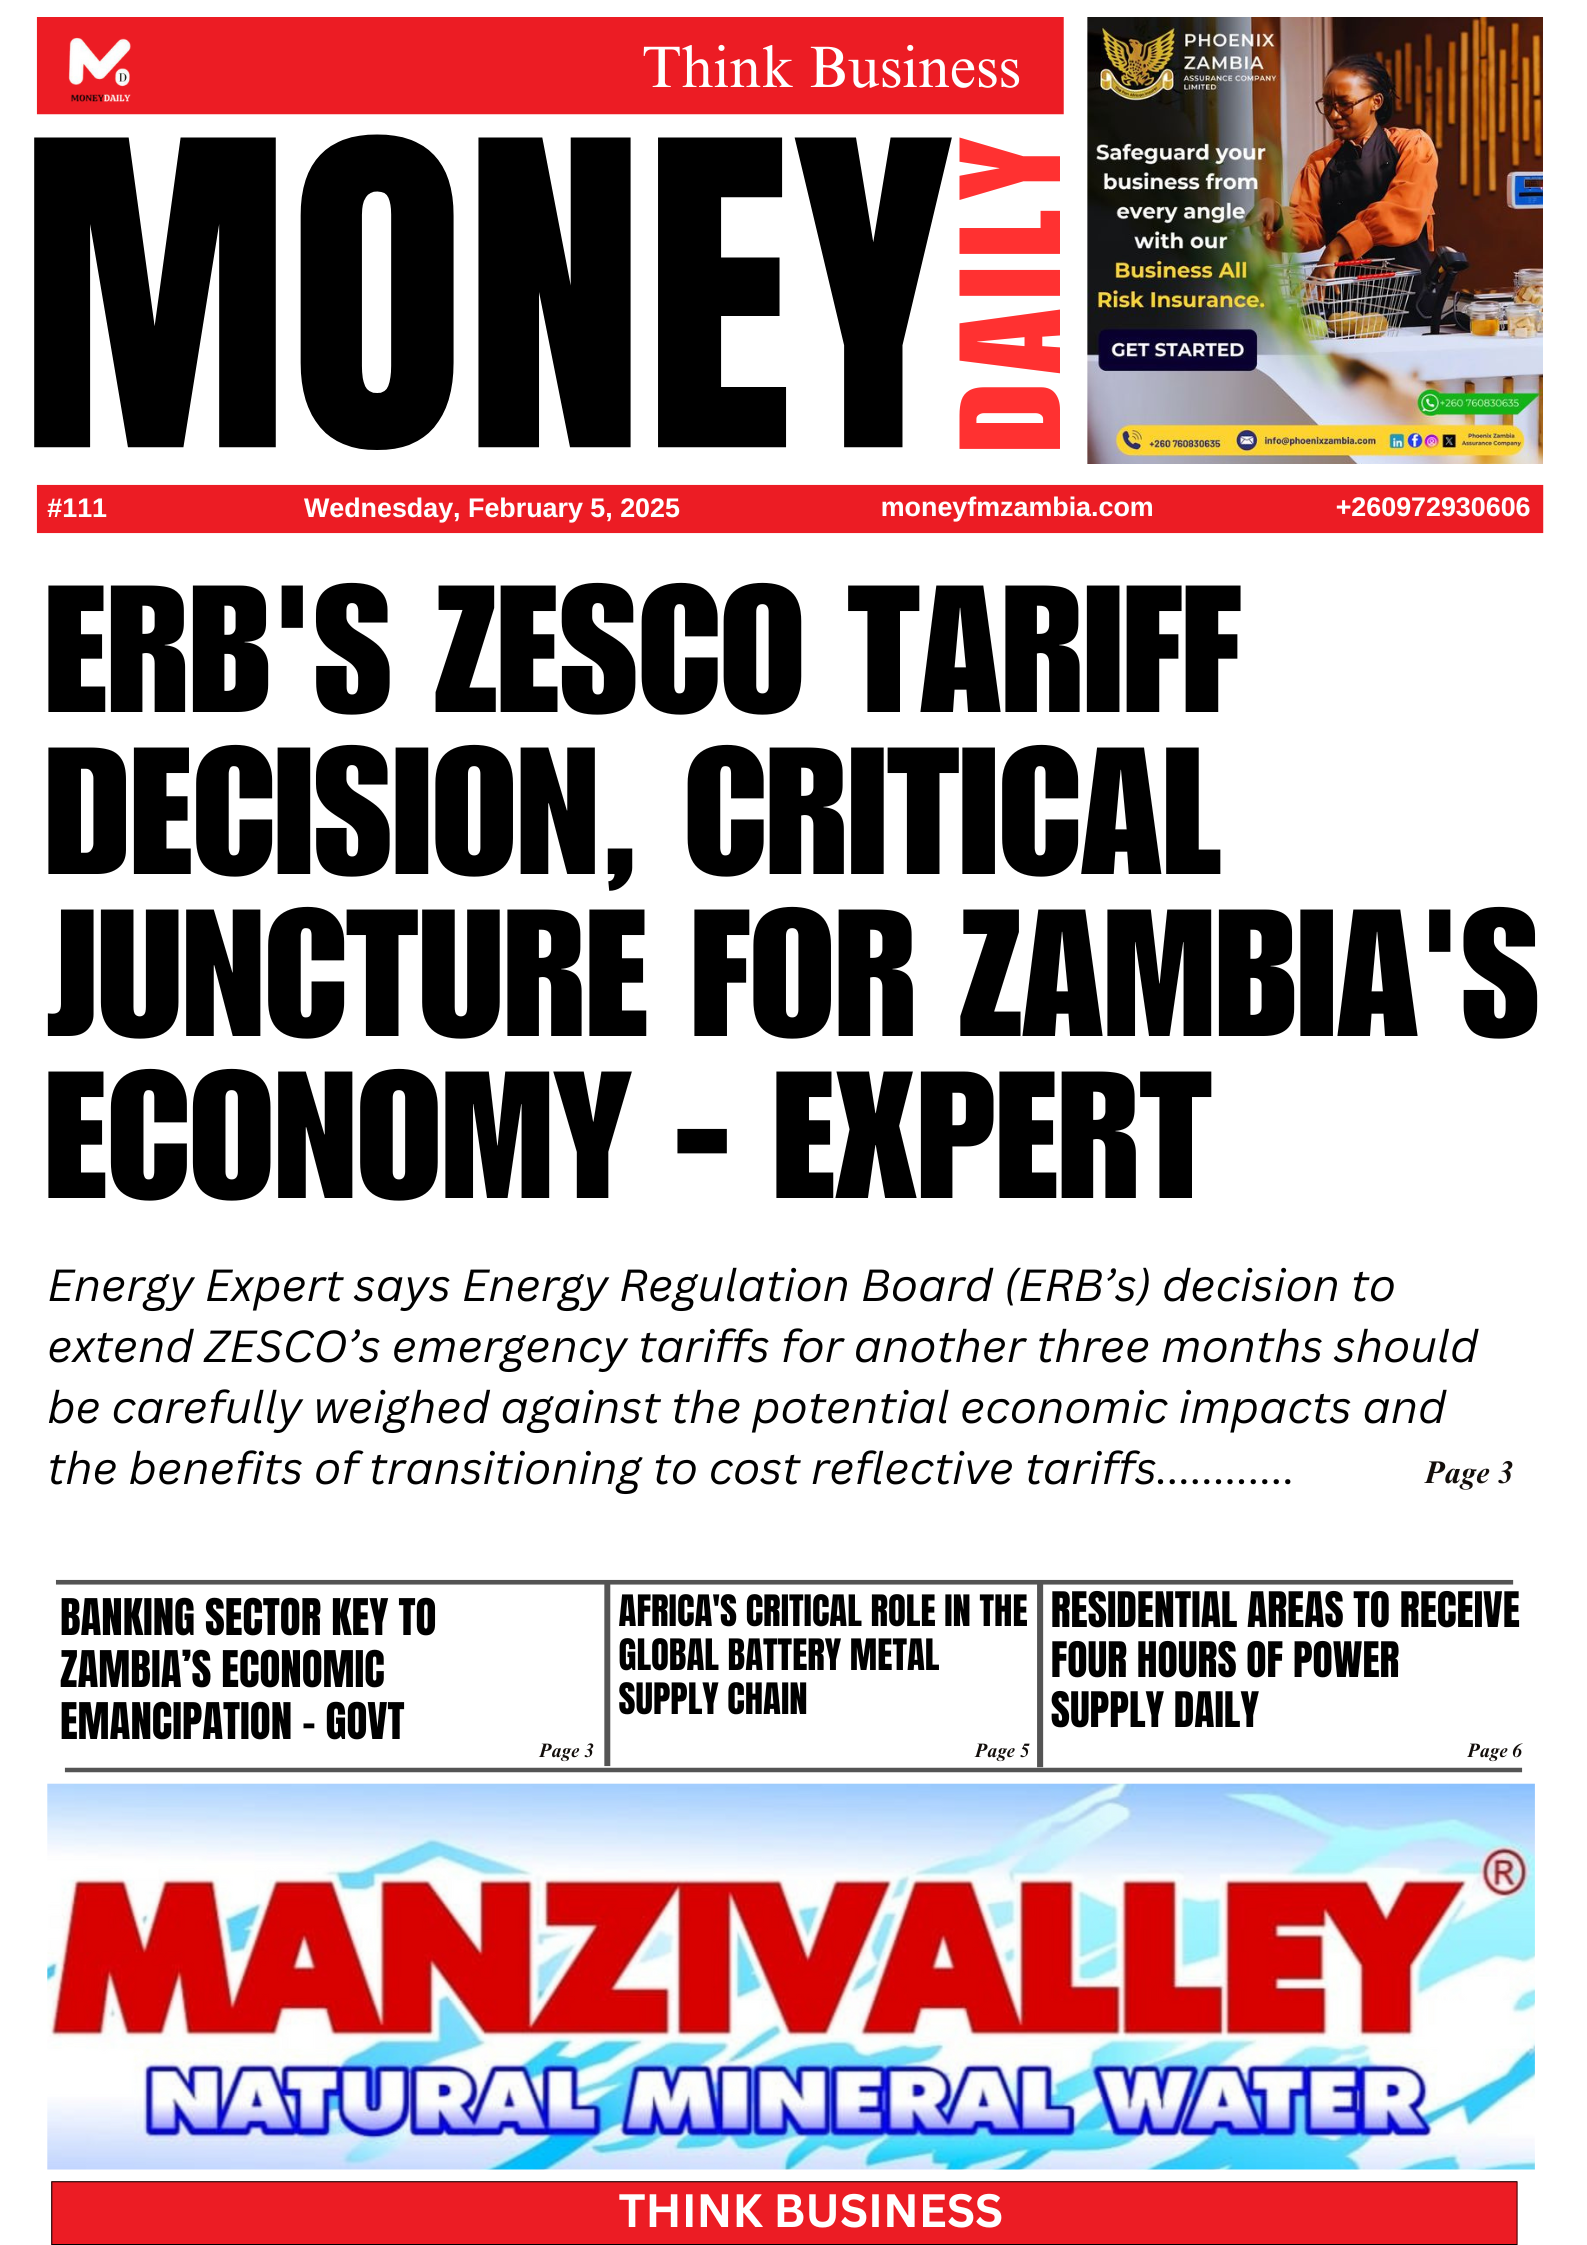 MD
MONEYDAILY
Think Business
MONEY
DAILY
PHOENIX
ZAMBIA
ASSURANCE COMPANY
LIMITED
Safeguard your
business from
every angle
with our
Business All
Risk Insurance.
GET STARTED
+260 760830635
+260 760830635
info@phoenixzambia.com
Phoenix Zambia
Assurance Company
#111
Wednesday, February 5, 2025
moneyfmzambia.com
+260972930606
ERB'S ZESCO TARIFF
DECISION, CRITICAL
JUNCTURE FOR ZAMBIA'S
ECONOMY - EXPERT
Energy Expert says Energy Regulation Board (ERB’s) decision to
extend ZESCO’s emergency tariffs for another three months should
be carefully weighed against the potential economic impacts and
the benefits of transitioning to cost reflective tariffs............
Page 3
BANKING SECTOR KEY TO
ZAMBIA’S ECONOMIC
EMANCIPATION - GOVT
Page 3
AFRICA'S CRITICAL ROLE IN THE
GLOBAL BATTERY METAL
SUPPLY CHAIN
Page 5
RESIDENTIAL AREAS TO RECEIVE
FOUR HOURS OF POWER
SUPPLY DAILY
Page 6
MANZIVALLEY®
NATURAL MINERAL WATER
THINK BUSINESS